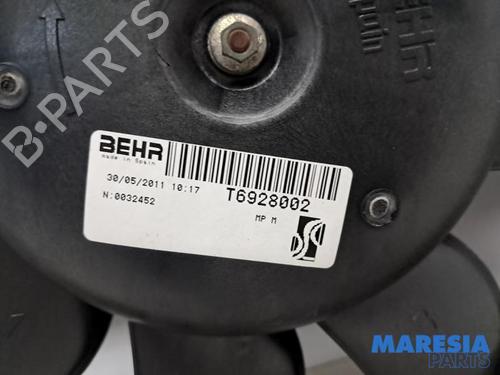 B-PARTS
BEHR
made in Spain
30/05/2011 10:17
T6928002
N:0032452
MP M
MARESIA
PARTS